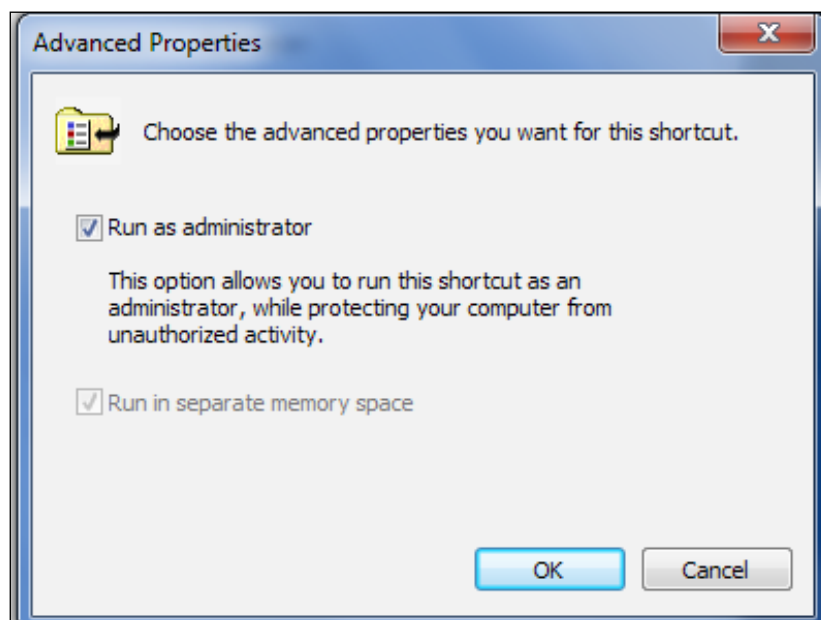 Advanced Properties
Choose the advanced properties you want for this shortcut.
Run as administrator
This option allows you to run this shortcut as an
administrator, while protecting your computer from
unauthorized activity.
Run in separate memory space
OK
Cancel